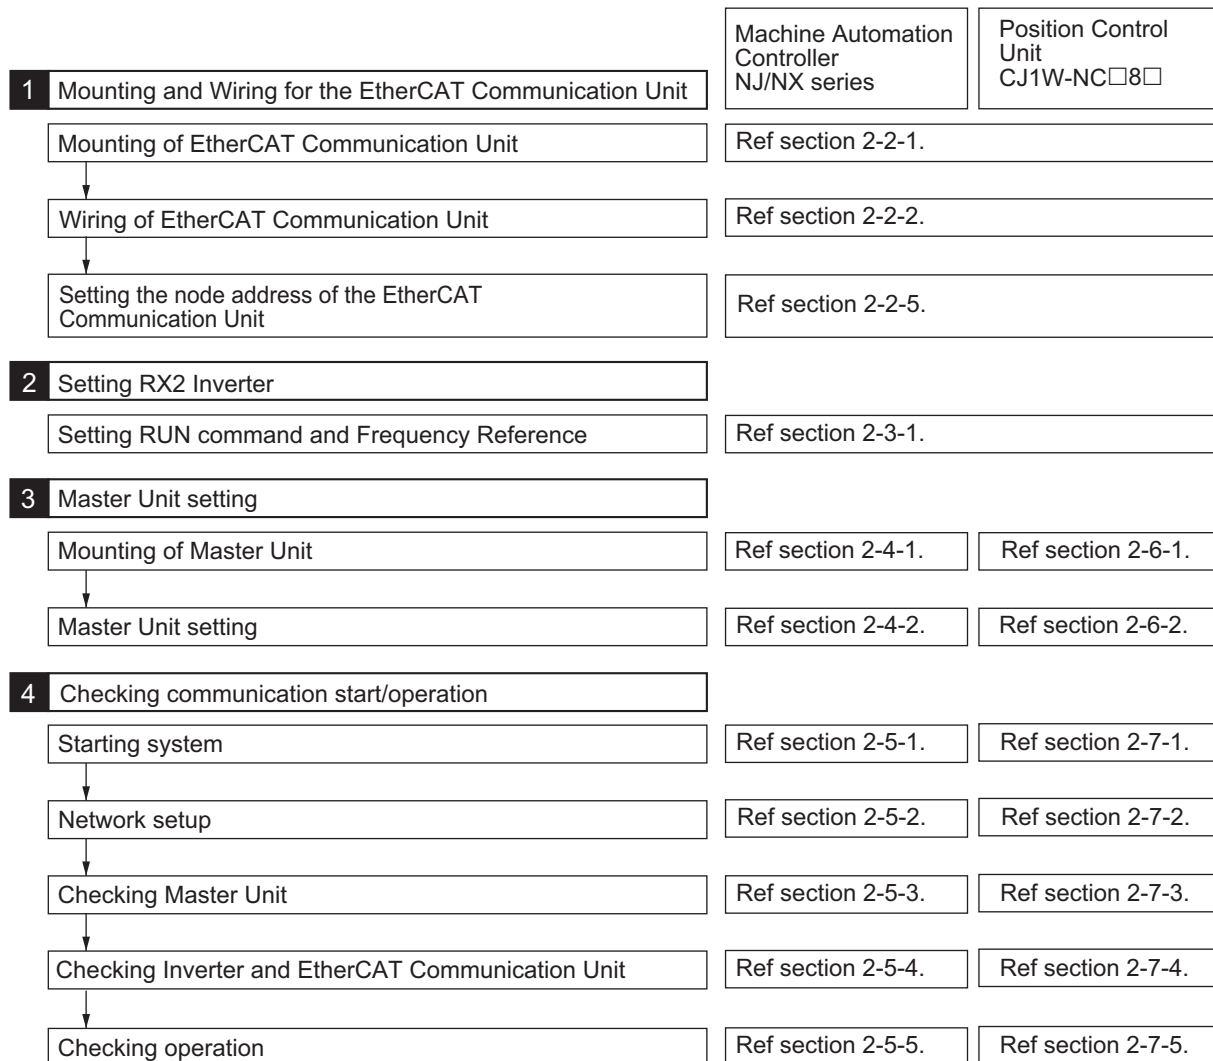 Machine Automation
Controller
NJ/NX series
Position Control
Unit
CJ1W-NC□8□
1 Mounting and Wiring for the EtherCAT Communication Unit
Mounting of EtherCAT Communication Unit Ref section 2-2-1.
Wiring of EtherCAT Communication Unit Ref section 2-2-2.
Setting the node address of the EtherCAT
Communication Unit
Ref section 2-2-5.
2 Setting RX2 Inverter
Setting RUN command and Frequency Reference Ref section 2-3-1.
3 Master Unit setting
Mounting of Master Unit Ref section 2-4-1. Ref section 2-6-1.
Master Unit setting Ref section 2-4-2. Ref section 2-6-2.
4 Checking communication start/operation
Starting system Ref section 2-5-1. Ref section 2-7-1.
Network setup Ref section 2-5-2. Ref section 2-7-2.
Checking Master Unit Ref section 2-5-3. Ref section 2-7-3.
Checking Inverter and EtherCAT Communication Unit Ref section 2-5-4. Ref section 2-7-4.
Checking operation Ref section 2-5-5. Ref section 2-7-5.